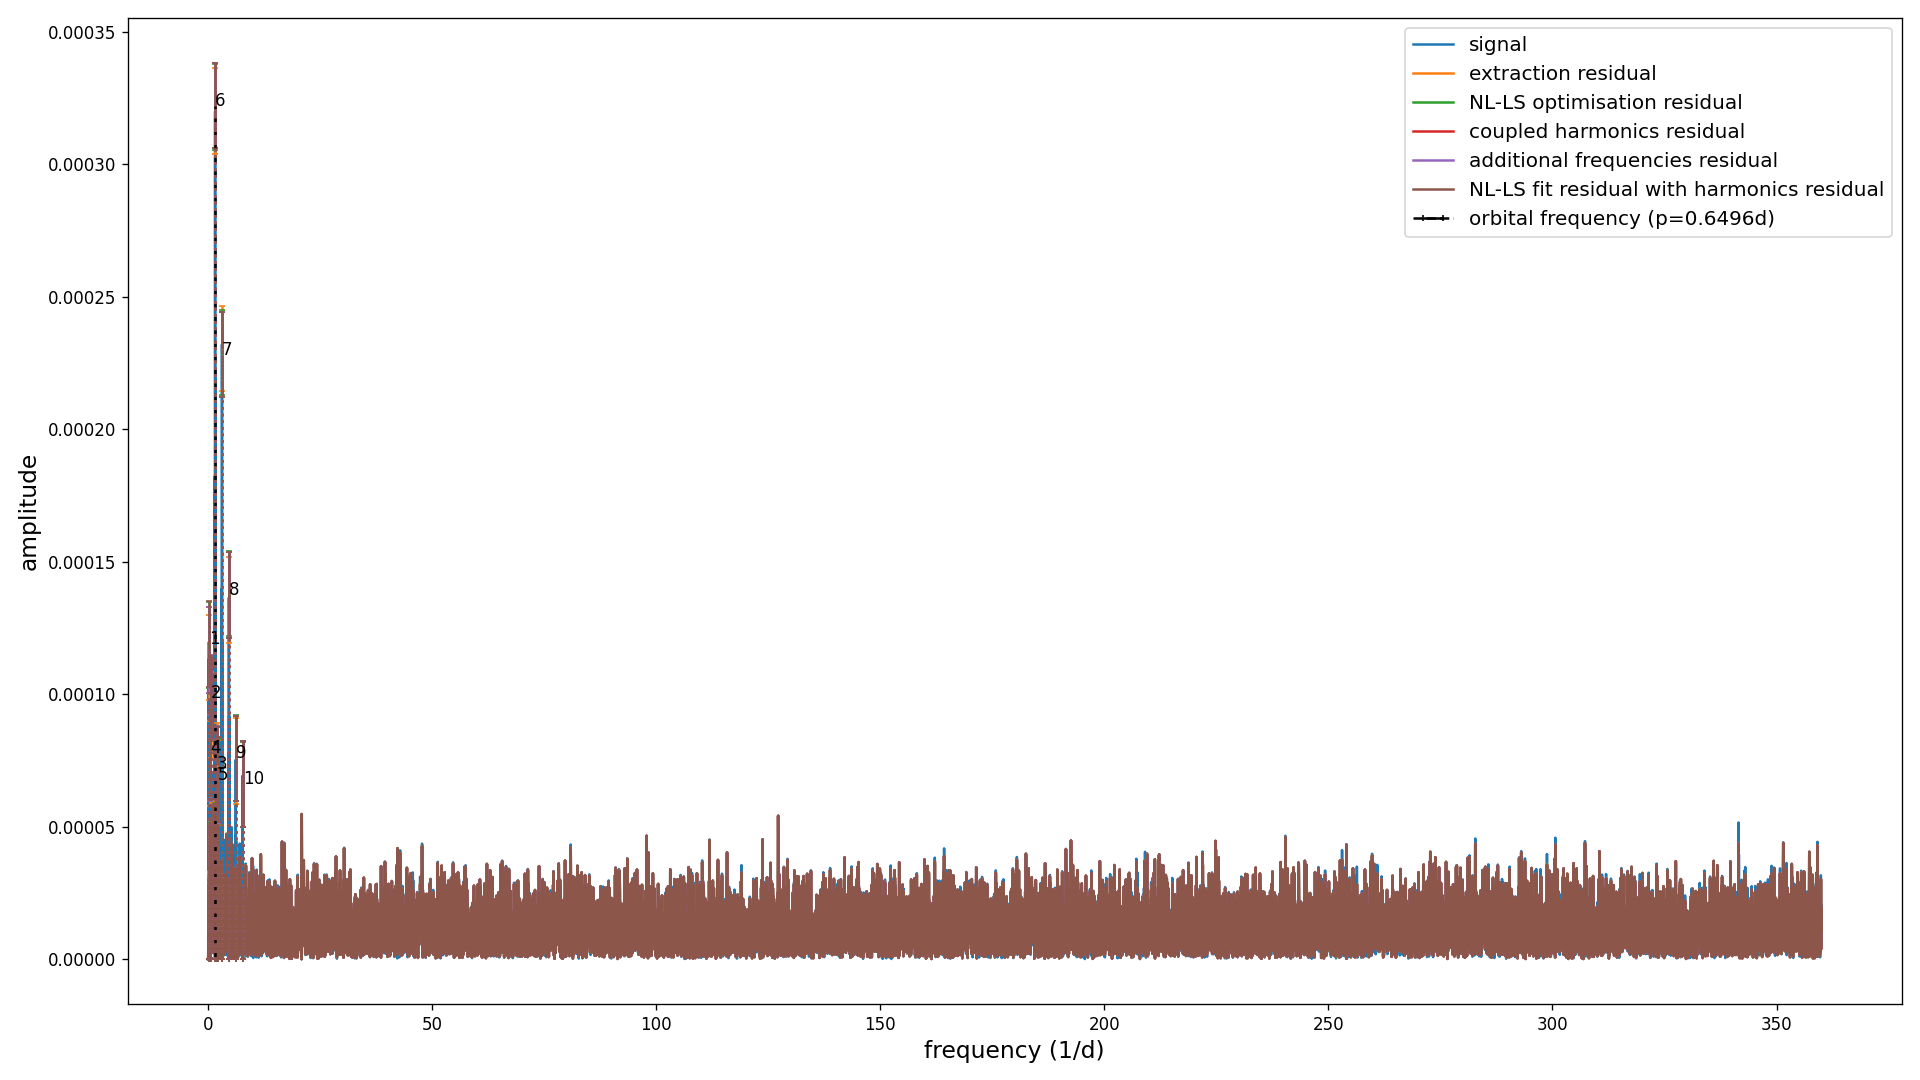 0.00035
0.00030
0.00025
0.00020
0.00015
0.00010
0.00005
0.00000
amplitude
6
7
8
1
2
4
9
3
5
10
signal
extraction residual
NL-LS optimisation residual
coupled harmonics residual
additional frequencies residual
NL-LS fit residual with harmonics residual
orbital frequency (p=0.6496d)
0 50 100 150 200 250 300 350
frequency (1/d)